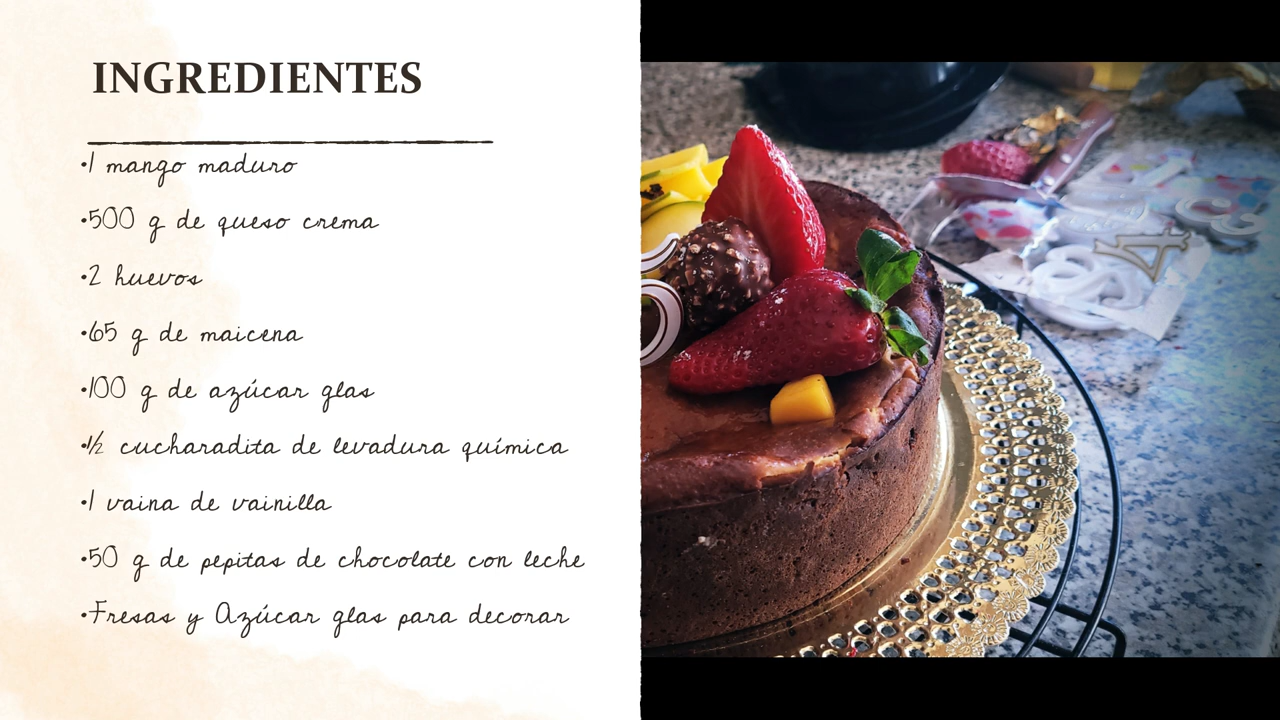 INGREDIENTES
•1 mango maduro
•500 g de queso crema
•2 huevos
•65 g de maicena
•100 g de azúcar glas
•½ cucharadita de levadura química
•1 vaina de vainilla
•50 g de pepitas de chocolate con leche
•Fresas y Azúcar glas para decorar